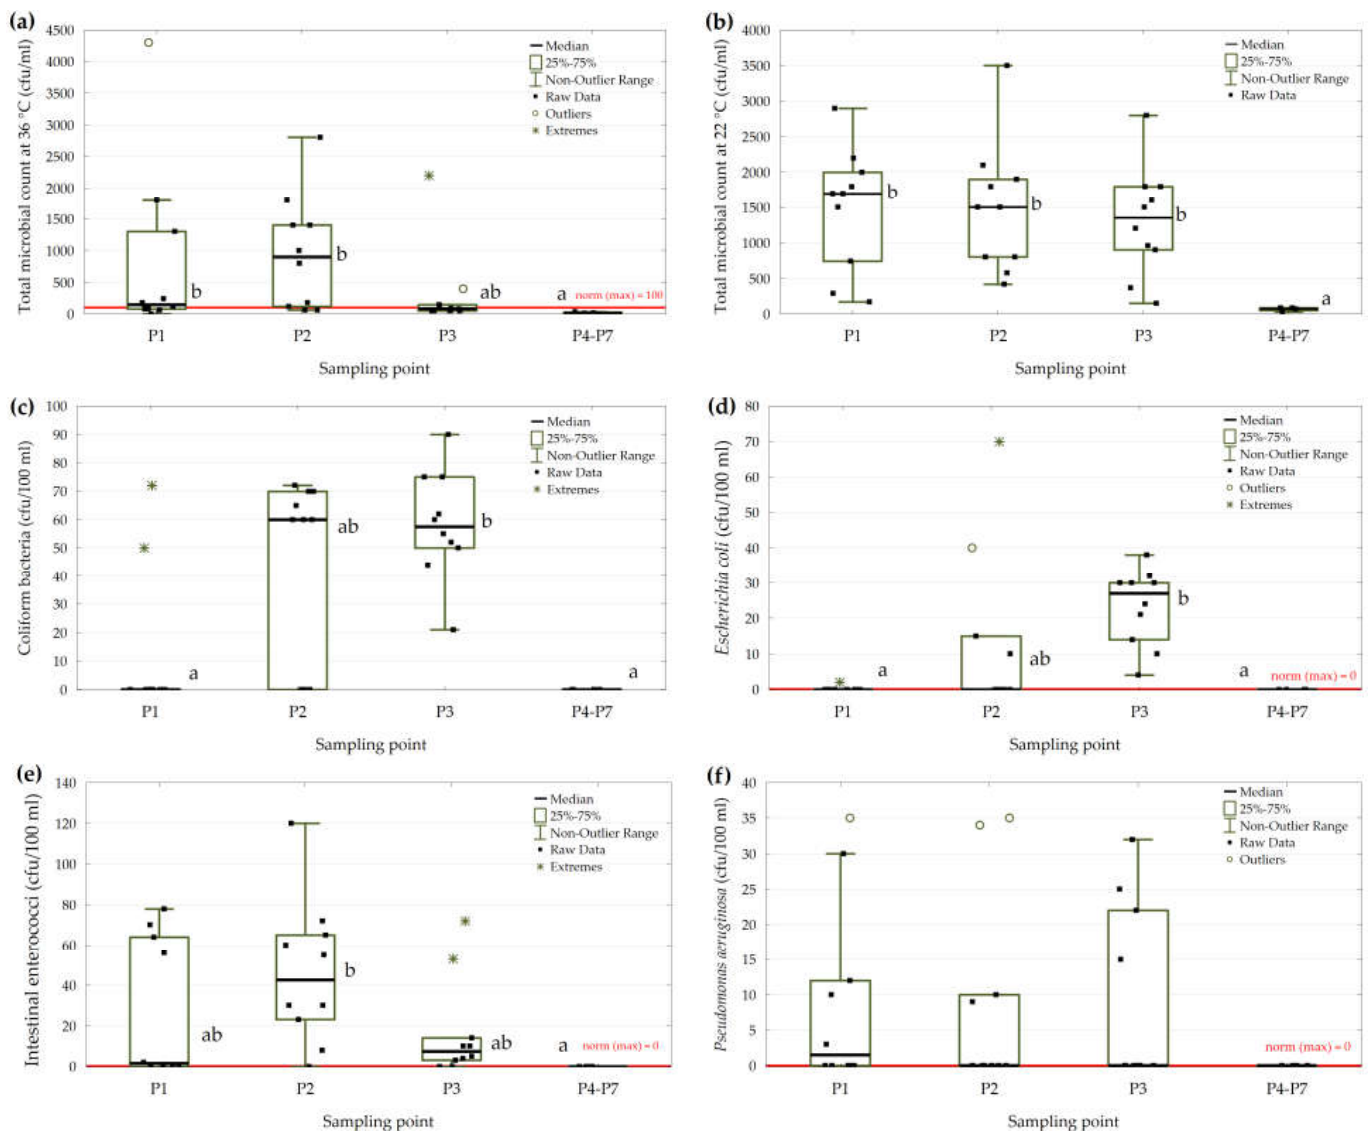 (a)
Total microbial count at 36 °C (cfu/ml)
4500
4000
3500
3000
2500
2000
1500
1000
500
0
Median
25%-75%
Non-Outlier Range
Raw Data
Outliers
Extremes
b
b
ab
a
norm (max) = 100
P1 P2 P3 P4-P7
Sampling point
(b)
Total microbial count at 22 °C (cfu/ml)
4000
3500
3000
2500
2000
1500
1000
500
0
Median
25%-75%
Non-Outlier Range
Raw Data
b
b
b
a
P1 P2 P3 P4-P7
Sampling point
(c)
Coliform bacteria (cfu/100 ml)
100
90
80
70
60
50
40
30
20
10
0
Median
25%-75%
Non-Outlier Range
Raw Data
Extremes
a
ab
b
a
P1 P2 P3 P4-P7
Sampling point
(d)
Escherichia coli (cfu/100 ml)
80
70
60
50
40
30
20
10
0
Median
25%-75%
Non-Outlier Range
Raw Data
Outliers
Extremes
a
ab
b
a
norm (max) = 0
P1 P2 P3 P4-P7
Sampling point
(e)
Intestinal enterococci (cfu/100 ml)
140
120
100
80
60
40
20
0
Median
25%-75%
Non-Outlier Range
Raw Data
Extremes
ab
b
ab
a
norm (max) = 0
P1 P2 P3 P4-P7
Sampling point
(f)
Pseudomonas aeruginosa (cfu/100 ml)
40
35
30
25
20
15
10
5
0
Median
25%-75%
Non-Outlier Range
Raw Data
Outliers
norm (max) = 0
P1 P2 P3 P4-P7
Sampling point